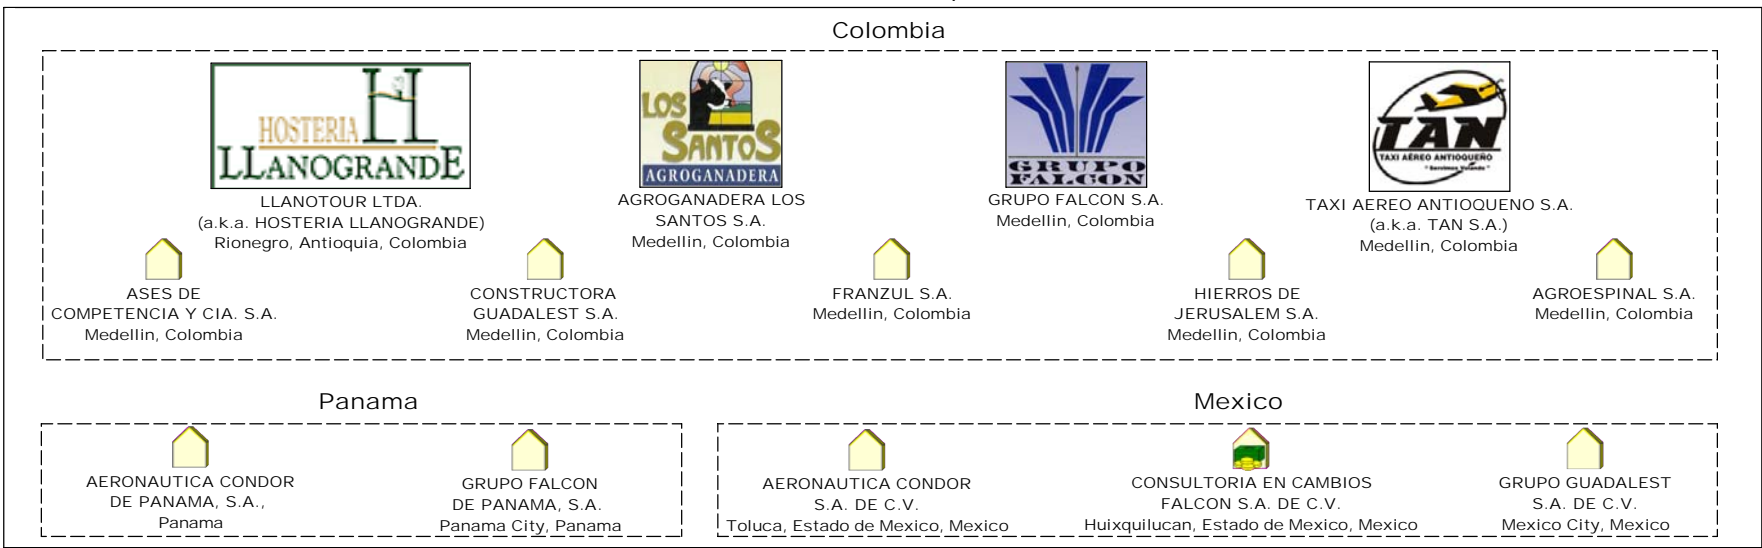 Colombia
HOSTERIA
LLANOGRANDE
LLANOTOUR LTDA.
(a.k.a. HOSTERIA LLANOGRANDE)
Rionegro, Antioquia, Colombia
LOS
SANTOS
AGROGANADERA
AGROGANADERA LOS
SANTOS S.A.
Medellin, Colombia
GRUPO
FALCON
GRUPO FALCON S.A.
Medellin, Colombia
TAN
TAXI AÉREO ANTIOQUEÑO
" Servimos Volando "
TAXI AEREO ANTIOQUENO S.A.
(a.k.a. TAN S.A.)
Medellin, Colombia
ASES DE
COMPETENCIA Y CIA. S.A.
Medellin, Colombia
CONSTRUCTORA
GUADALEST S.A.
Medellin, Colombia
FRANZUL S.A.
Medellin, Colombia
HIERROS DE
JERUSALEM S.A.
Medellin, Colombia
AGROESPINAL S.A.
Medellin, Colombia
Panama
AERONAUTICA CONDOR
DE PANAMA, S.A.,
Panama
GRUPO FALCON
DE PANAMA, S.A.
Panama City, Panama
Mexico
AERONAUTICA CONDOR
S.A. DE C.V.
Toluca, Estado de Mexico, Mexico
CONSULTORIA EN CAMBIOS
FALCON S.A. DE C.V.
Huixquilucan, Estado de Mexico, Mexico
GRUPO GUADALEST
S.A. DE C.V.
Mexico City, Mexico